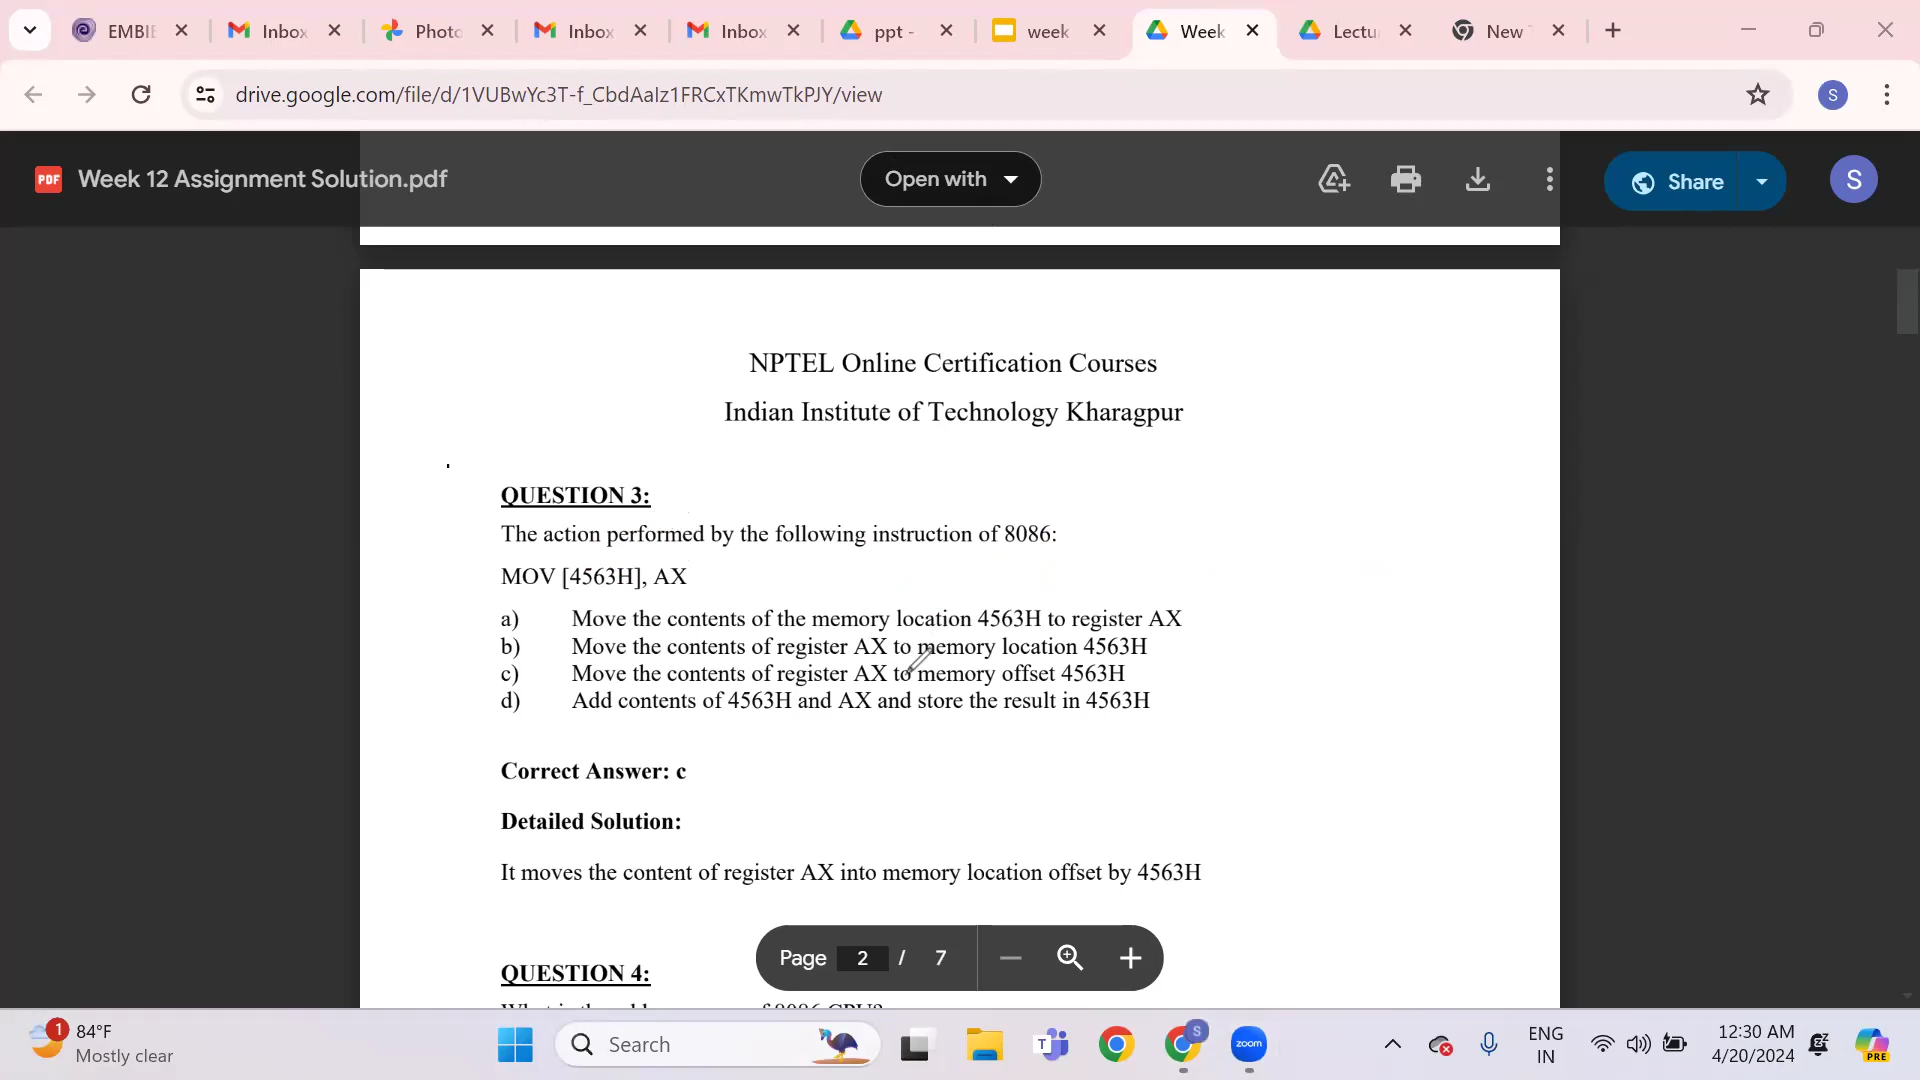 EMBIE
Inbox
Photo
Inbox
Inbox
ppt -
week
Week
Lectu
New T
drive.google.com/file/d/1VUBwYc3T-f_CbdAaIz1FRCxTKmwTkPJY/view
S
PDF
Week 12 Assignment Solution.pdf
Open with
Share
S
NPTEL Online Certification Courses
Indian Institute of Technology Kharagpur
QUESTION 3:
The action performed by the following instruction of 8086:
MOV [4563H], AX
a) Move the contents of the memory location 4563H to register AX
b) Move the contents of register AX to memory location 4563H
c) Move the contents of register AX to memory offset 4563H
d) Add contents of 4563H and AX and store the result in 4563H
Correct Answer: c
Detailed Solution:
It moves the content of register AX into memory location offset by 4563H
Page 2 / 7
QUESTION 4:
1
84°F
Mostly clear
Search
T
S
zoom
ENG
IN
12:30 AM
4/20/2024
PRE